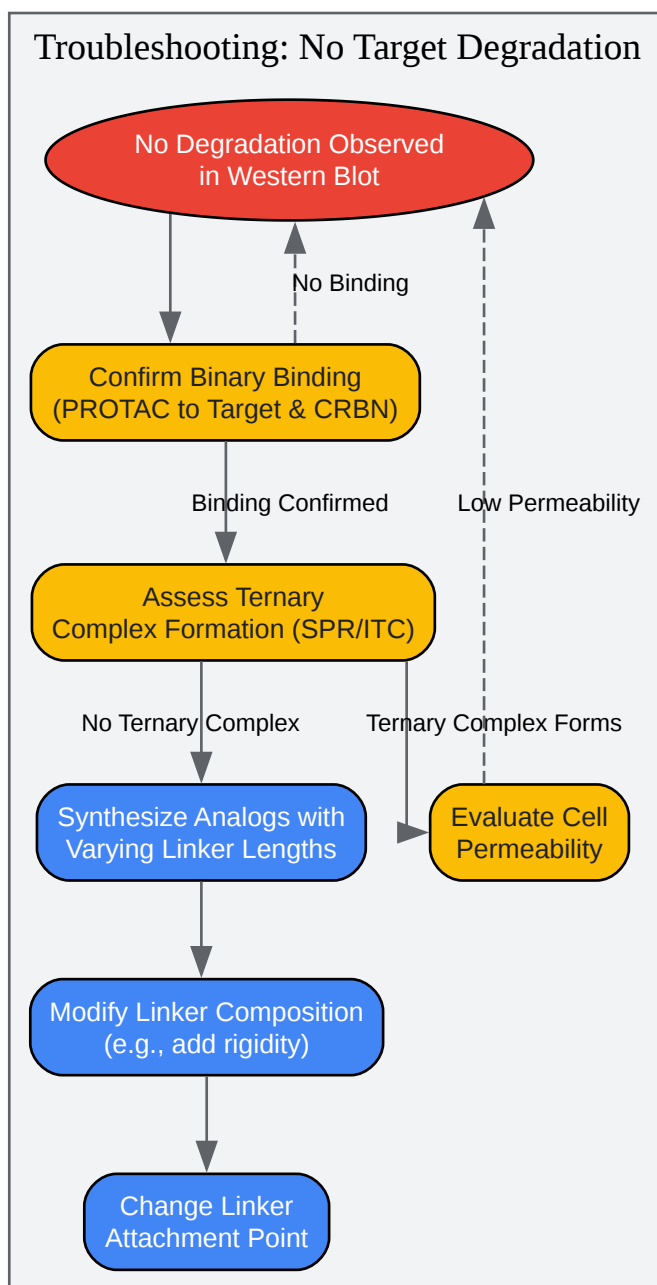 Troubleshooting: No Target Degradation
No Degradation Observed
in Western Blot
No Binding
Confirm Binary Binding
(PROTAC to Target & CRBN)
Binding Confirmed
Low Permeability
Assess Ternary
Complex Formation (SPR/ITC)
No Ternary Complex
Ternary Complex Forms
Synthesize Analogs with
Varying Linker Lengths
Evaluate Cell
Permeability
Modify Linker Composition
(e.g., add rigidity)
Change Linker
Attachment Point